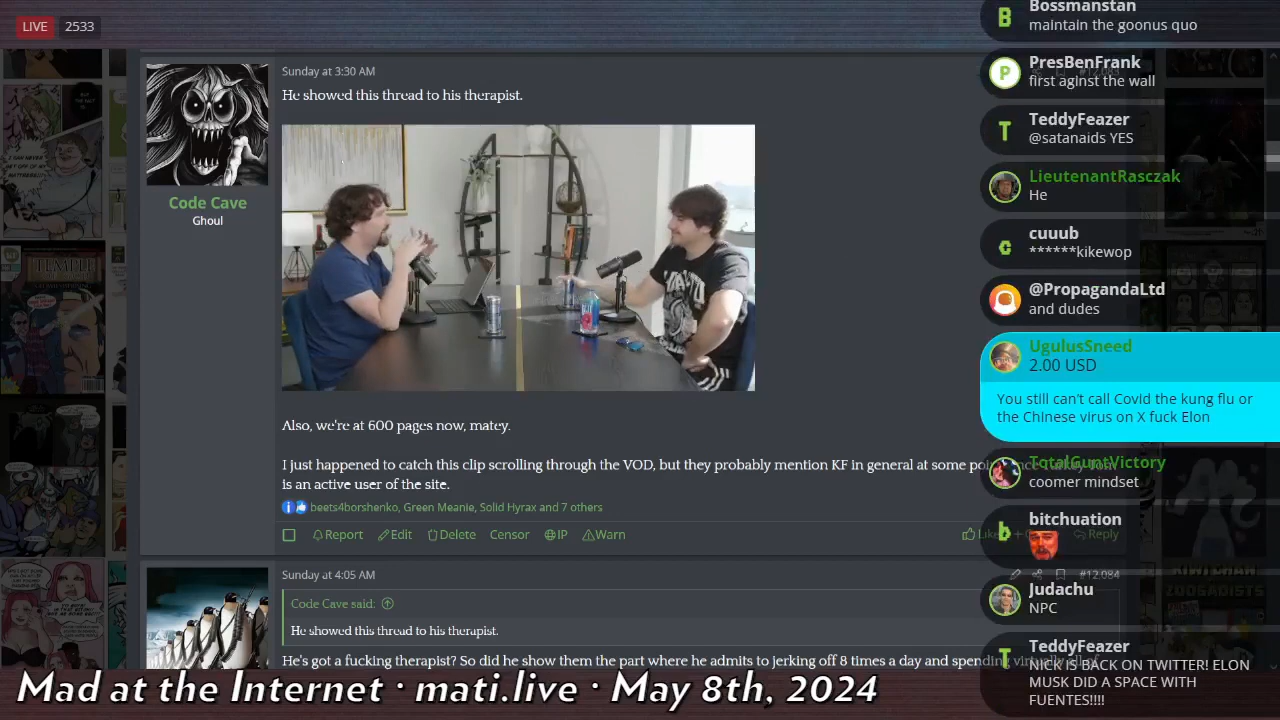 LIVE 2533
Sunday at 3:30 AM
He showed this thread to his therapist.
Code Cave
Ghoul
Also, we're at 600 pages now, matey.
I just happened to catch this clip scrolling through the VOD, but they probably mention KF in general at some
is an active user of the site.
beets4borshenko, Green Meanie, Solid Hyrax and 7 others
Report Edit Delete Censor IP Warn
Reply
Sunday at 4:05 AM
#12,084
Code Cave said:
He showed this thread to his therapist.
He's got a fucking therapist? So did he show them the part where he admits to jerking off 8 times a day and spending virtually all of
Bossmanstan
maintain the goonus quo
PresBenFrank
first aginst the wall
TeddyFeazer
@satanaids YES
LieutenantRasczak
He
cuuub
******kikewop
@PropagandaLtd
and dudes
UgulusSneed
2.00 USD
You still can't call Covid the kung flu or
the Chinese virus on X fuck Elon
TotalGuntVictory
coomer mindset
bitchuation
Judachu
NPC
TeddyFeazer
NICK IS BACK ON TWITTER! ELON
MUSK DID A SPACE WITH
FUENTES!!!!
Mad at the Internet · mati.live · May 8th, 2024